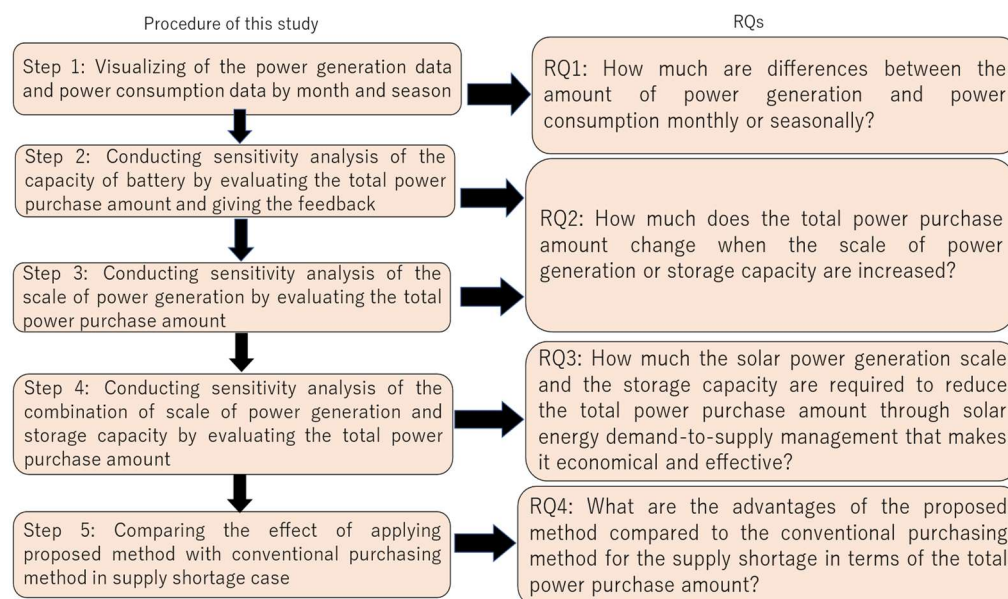 Procedure of this study
RQs
Step 1: Visualizing of the power generation data
and power consumption data by month and season
RQ1: How much are differences between the
amount of power generation and power
consumption monthly or seasonally?
Step 2: Conducting sensitivity analysis of the
capacity of battery by evaluating the total power
purchase amount and giving the feedback
RQ2: How much does the total power purchase
amount change when the scale of power
generation or storage capacity are increased?
Step 3: Conducting sensitivity analysis of the
scale of power generation by evaluating the total
power purchase amount
Step 4: Conducting sensitivity analysis of the
combination of scale of power generation and
storage capacity by evaluating the total power
purchase amount
RQ3: How much the solar power generation scale
and the storage capacity are required to reduce
the total power purchase amount through solar
energy demand-to-supply management that makes
it economical and effective?
Step 5: Comparing the effect of applying
proposed method with conventional purchasing
method in supply shortage case
RQ4: What are the advantages of the proposed
method compared to the conventional purchasing
method for the supply shortage in terms of the total
power purchase amount?